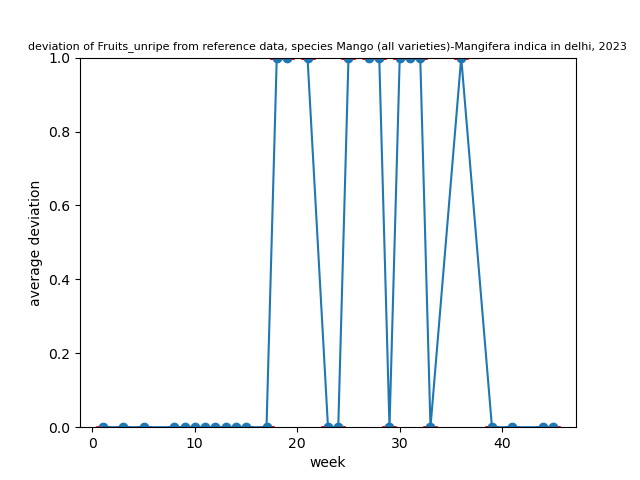 deviation of Fruits_unripe from reference data, species Mango (all varieties)-Mangifera indica in delhi, 2023
1.0
0.8
0.6
0.4
0.2
0.0
average deviation
0 10 20 30 40
week